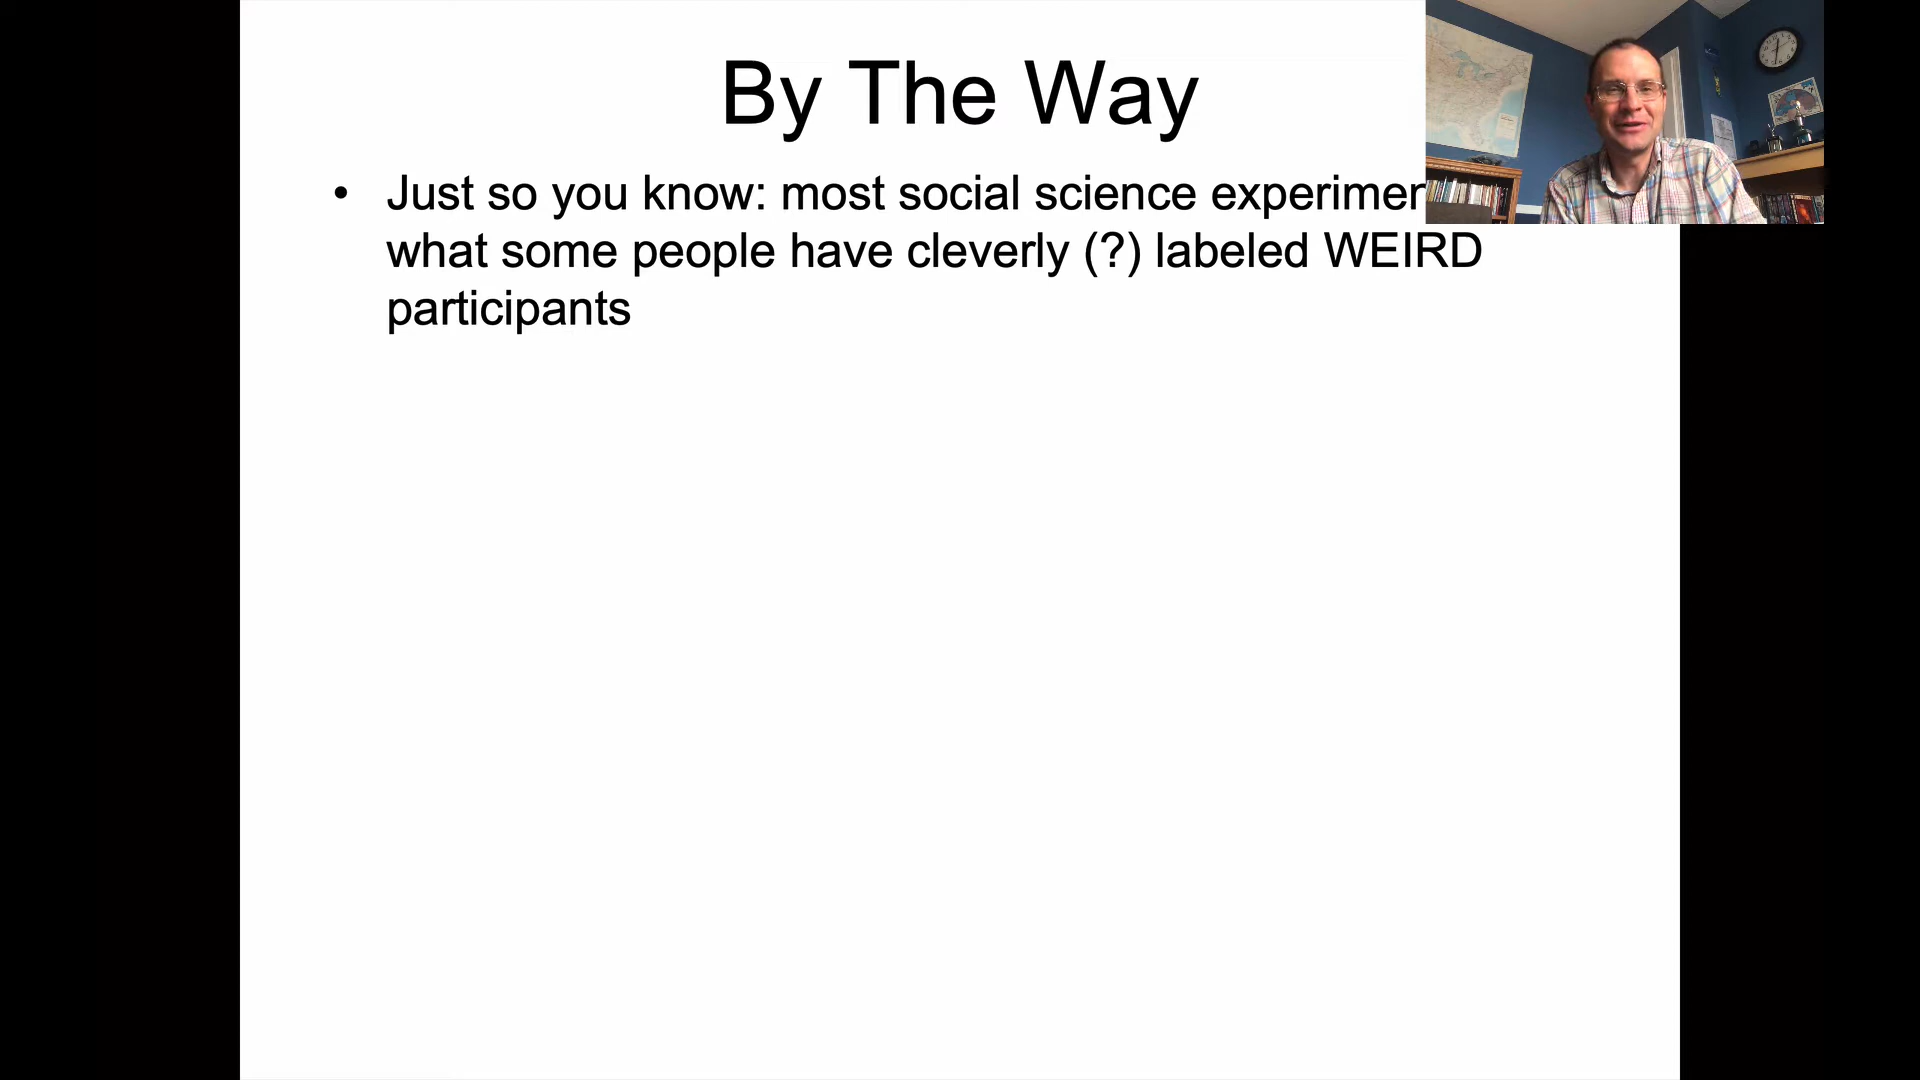 By The Way
• Just so you know: most social science experimen
what some people have cleverly (?) labeled WEIRD
participants